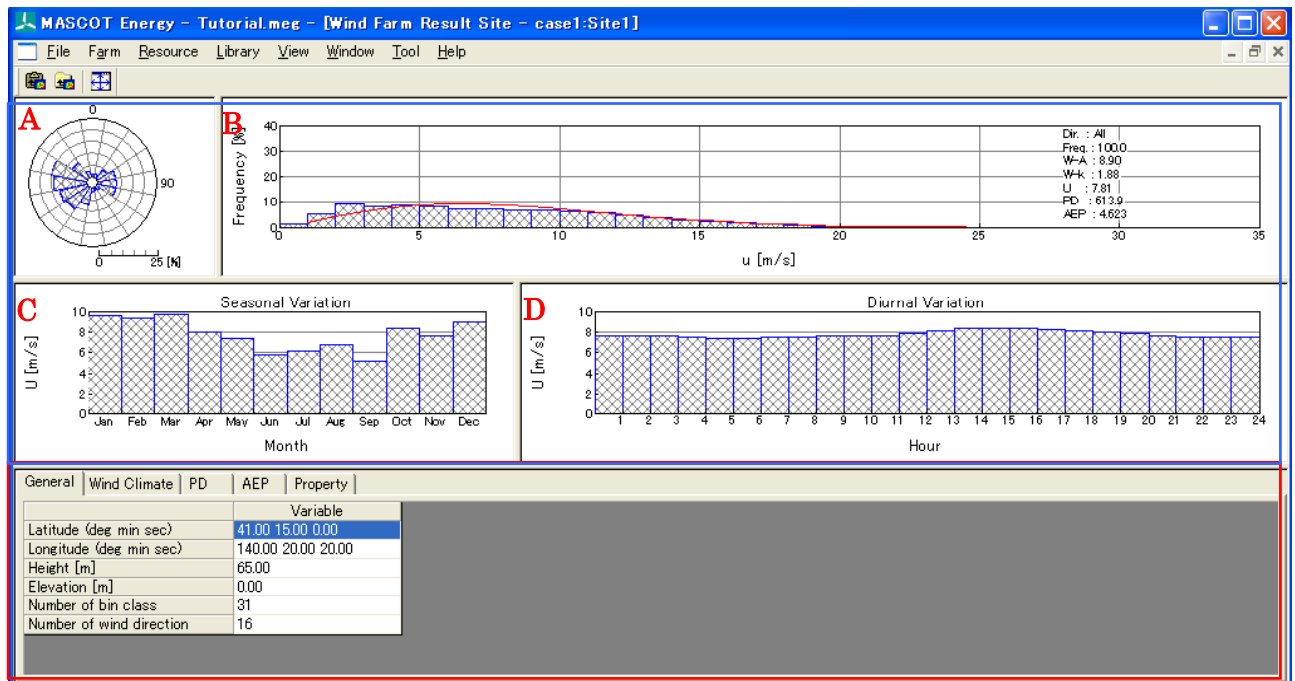 MASCOT Energy - Tutorial.meg - [Wind Farm Result Site - case1:Site1]
File Farm Resource Library View Window Tool Help
A
0
90
0 25 [%]
B
Frequency [%]
40
30
20
10
0
0 5 10 15 20 25 30 35
u [m/s]
Dir. : All
Freq. : 100.0
W-A : 8.90
W-k : 1.88
U : 7.81
PD : 613.9
AEP : 4.623
C
Seasonal Variation
U [m/s]
10
8
6
4
2
0
Jan Feb Mar Apr May Jun Jul Aug Sep Oct Nov Dec
Month
D
Diurnal Variation
U [m/s]
10
8
6
4
2
0
1 2 3 4 5 6 7 8 9 10 11 12 13 14 15 16 17 18 19 20 21 22 23 24
Hour
General Wind Climate PD AEP Property
Variable
Latitude (deg min sec) 41.00 15.00 0.00
Longitude (deg min sec) 140.00 20.00 20.00
Height [m] 65.00
Elevation [m] 0.00
Number of bin class 31
Number of wind direction 16